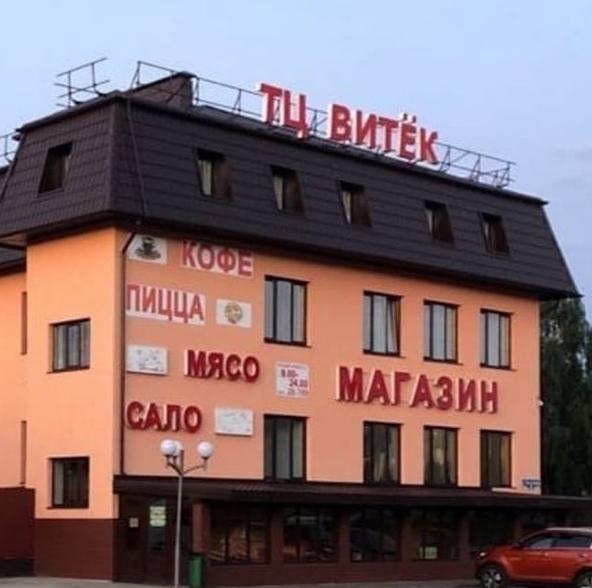 ТЦ ВИТЁК
КОФЕ
ПИЦЦА
МЯСО
САЛО
МАГАЗИН